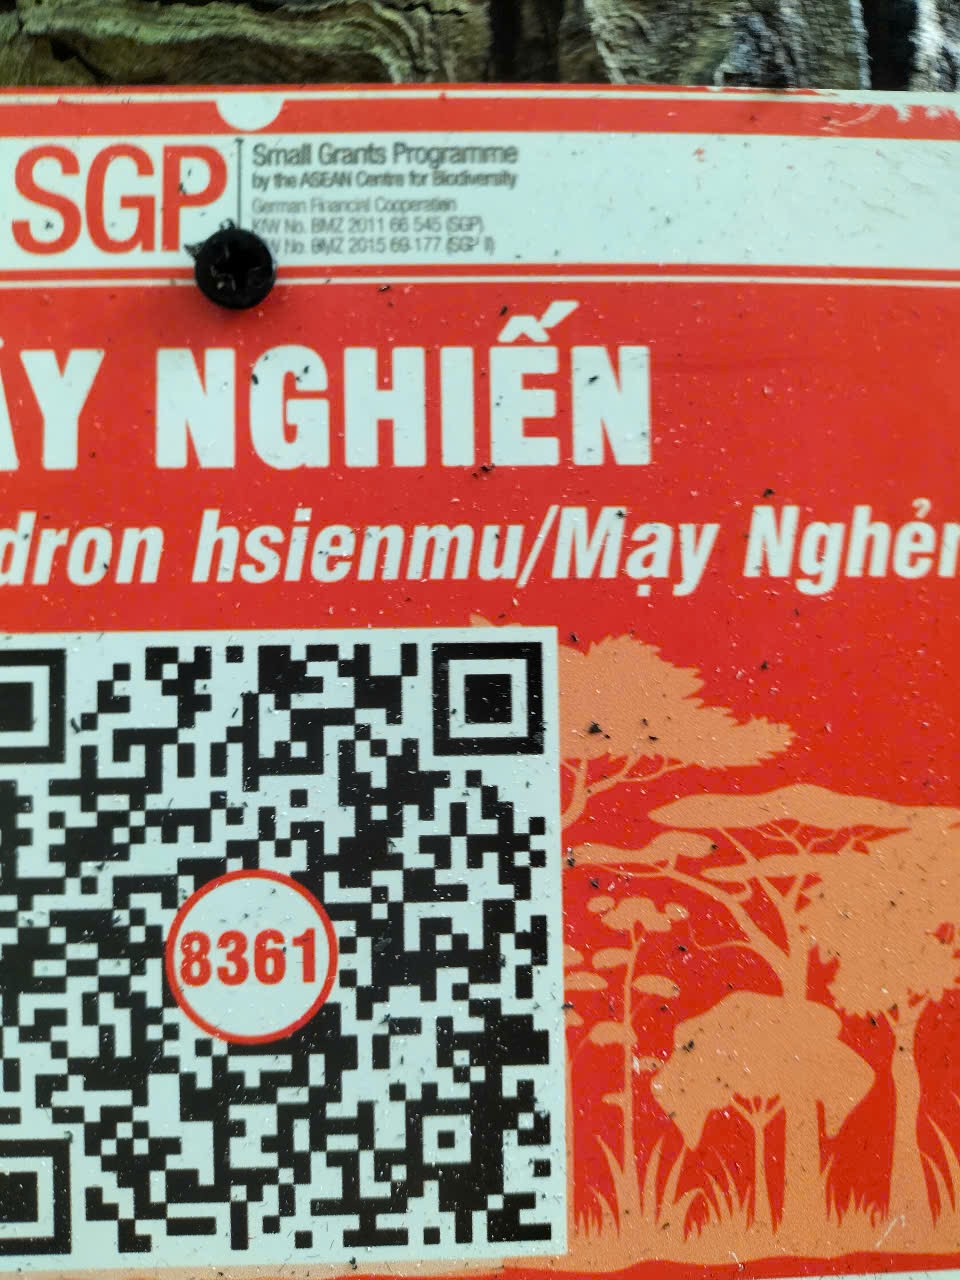 SGP
Small Grants Programme
by the ASEAN Centre for Biodiversity
German Financial Cooperation
KfW No. BMZ 2011 66 545 (SGP)
No. BMZ 2015 69 177 (SGP II)
ÂY NGHIẾN
dron hsienmu/Mạy Nghẻn
8361